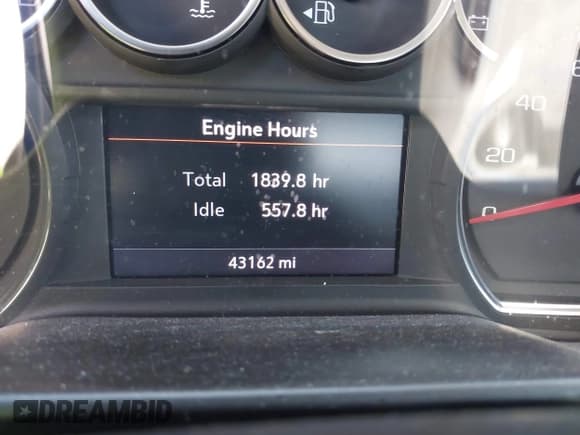 Engine Hours
Total 1839.8 hr
Idle 557.8 hr
43162 mi
40
20
0
DREAMBID